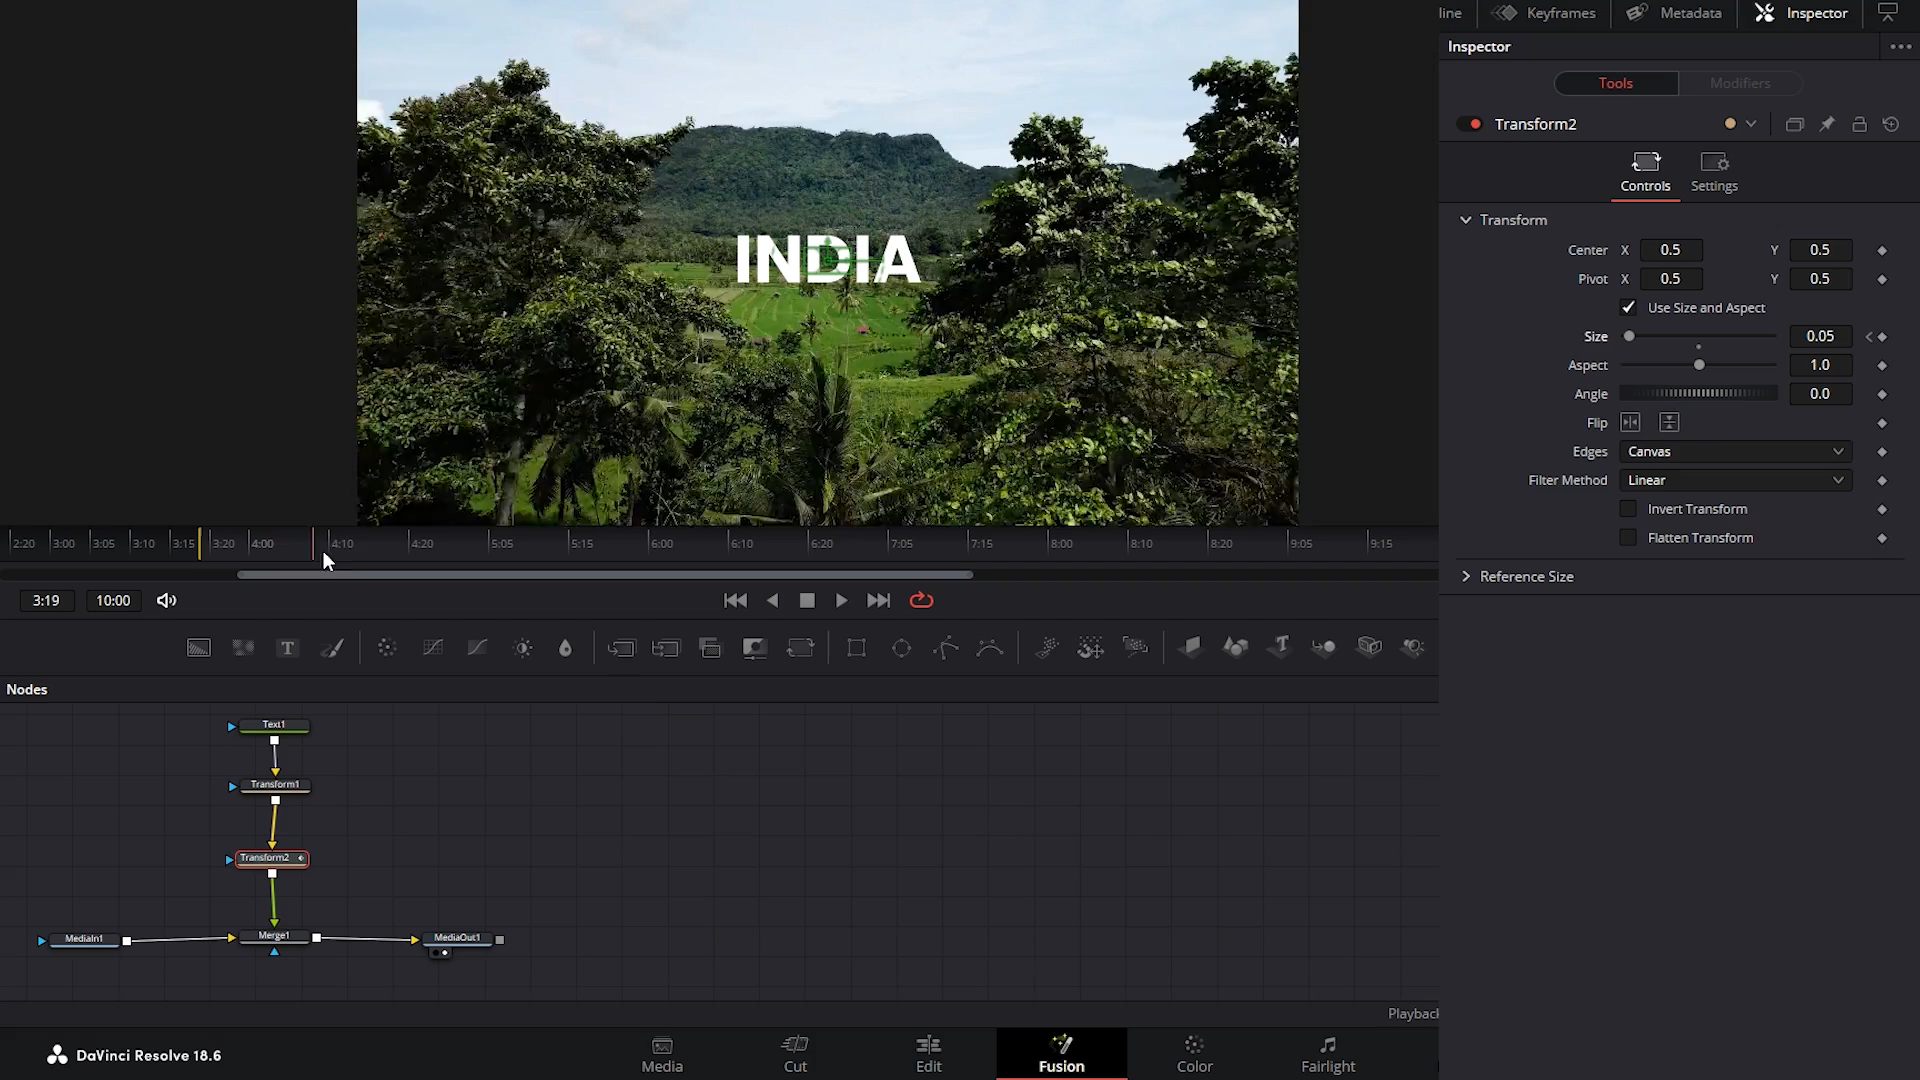 line
Keyframes
Metadata
Inspector
Inspector
Tools
Modifiers
Transform2
Controls
Settings
Transform
Center X 0.5 Y 0.5
Pivot X 0.5 Y 0.5
Use Size and Aspect
Size 0.05
Aspect 1.0
Angle 0.0
Flip
Edges Canvas
Filter Method Linear
Invert Transform
Flatten Transform
Reference Size
INDIA
2:20 3:00 3:05 3:10 3:15 3:20 4:00 4:10 4:20 5:05 5:15 6:00 6:10 6:20 7:05 7:15 8:00 8:10 8:20 9:05 9:15
3:19 10:00
T
Nodes
Text1
Transform1
Transform2
MediaIn1
Merge1
MediaOut1
Playback
DaVinci Resolve 18.6
Media
Cut
Edit
Fusion
Color
Fairlight